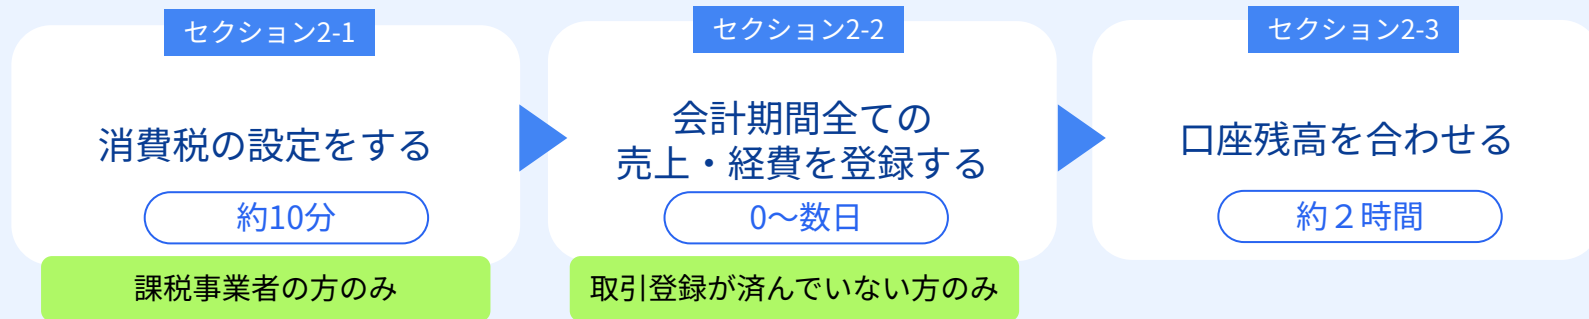 セクション2-1
消費税の設定をする
約10分
課税事業者の方のみ
セクション2-2
会計期間全ての
売上・経費を登録する
0〜数日
取引登録が済んでいない方のみ
セクション2-3
口座残高を合わせる
約２時間